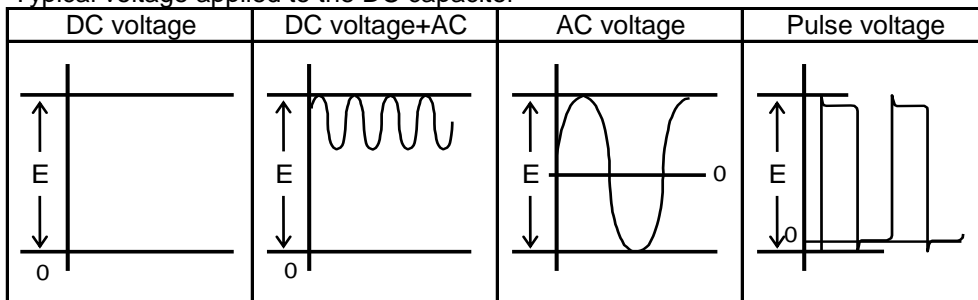 Typical voltage applied to the DC capacitor
DC voltage DC voltage+AC AC voltage Pulse voltage
E E E 0 E
0
0 0